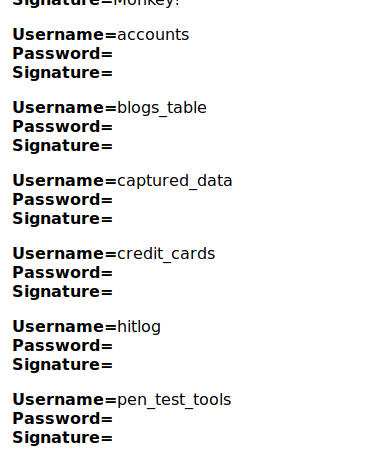 Signature=Monkey!
Username=accounts
Password=
Signature=
Username=blogs_table
Password=
Signature=
Username=captured_data
Password=
Signature=
Username=credit_cards
Password=
Signature=
Username=hitlog
Password=
Signature=
Username=pen_test_tools
Password=
Signature=